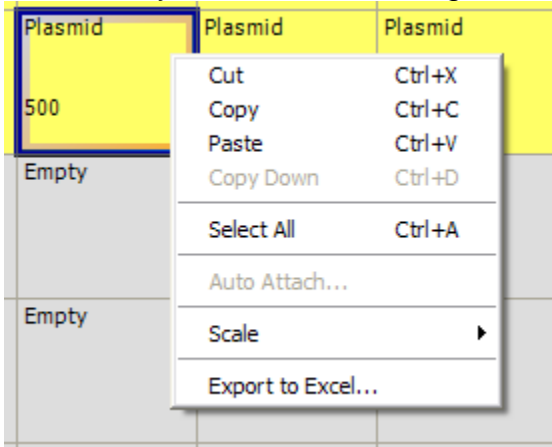 Plasmid Plasmid Plasmid
500
Cut Ctrl+X
Copy Ctrl+C
Paste Ctrl+V
Copy Down Ctrl+D
Select All Ctrl+A
Auto Attach...
Scale
Export to Excel...
Empty
Empty